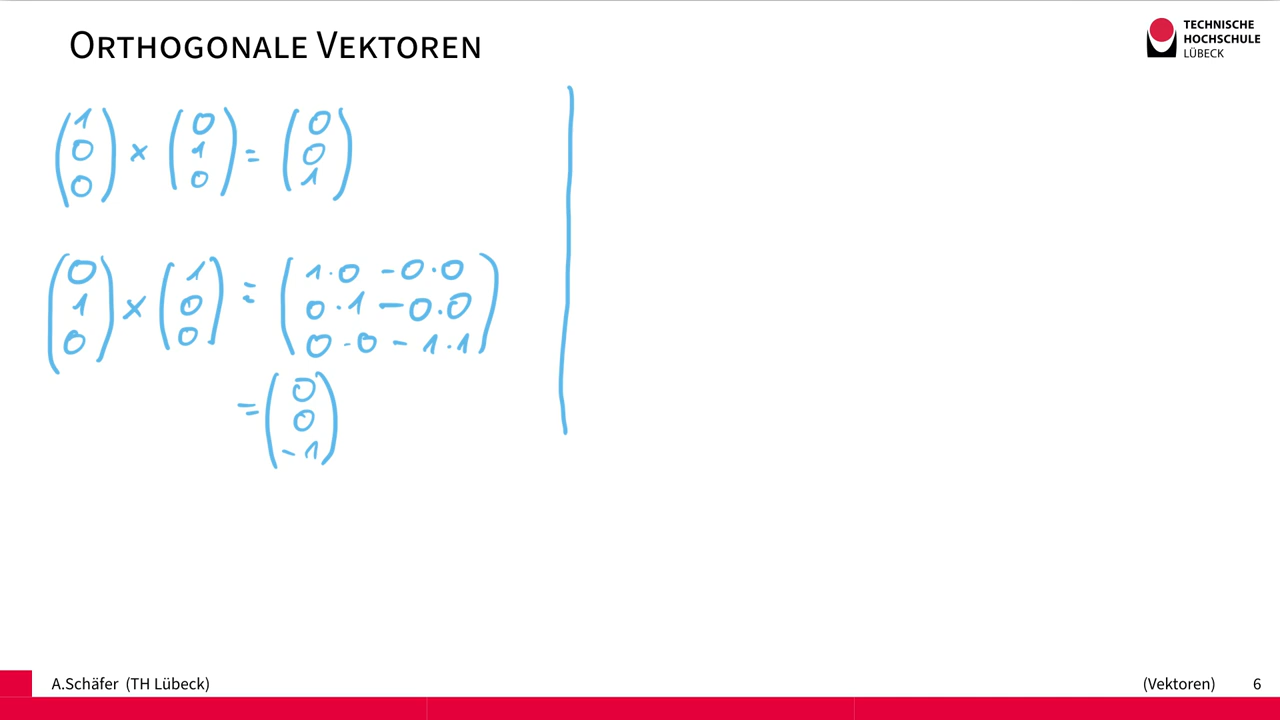 ORTHOGONALE VEKTOREN
TECHNISCHE
HOCHSCHULE
LÜBECK
(1 0 0) × (0 1 0) = (0 0 1)
(0 1 0) × (1 0 0) = (1·0 - 0·0
0·1 - 0·0
0·0 - 1·1)
= (0 0 -1)
A.Schäfer (TH Lübeck)
(Vektoren) 6